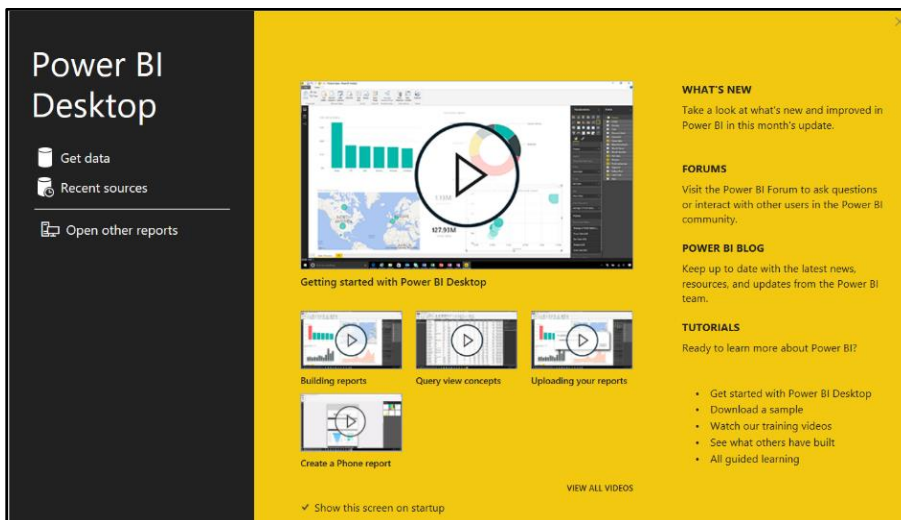 Power BI
Desktop
Get data
Recent sources
Open other reports
Getting started with Power BI Desktop
Building reports
Query view concepts
Uploading your reports
Create a Phone report
VIEW ALL VIDEOS
✓ Show this screen on startup
WHAT'S NEW
Take a look at what's new and improved in
Power BI in this month's update.
FORUMS
Visit the Power BI Forum to ask questions
or interact with other users in the Power BI
community.
POWER BI BLOG
Keep up to date with the latest news,
resources, and updates from the Power BI
team.
TUTORIALS
Ready to learn more about Power BI?
• Get started with Power BI Desktop
• Download a sample
• Watch our training videos
• See what others have built
• All guided learning